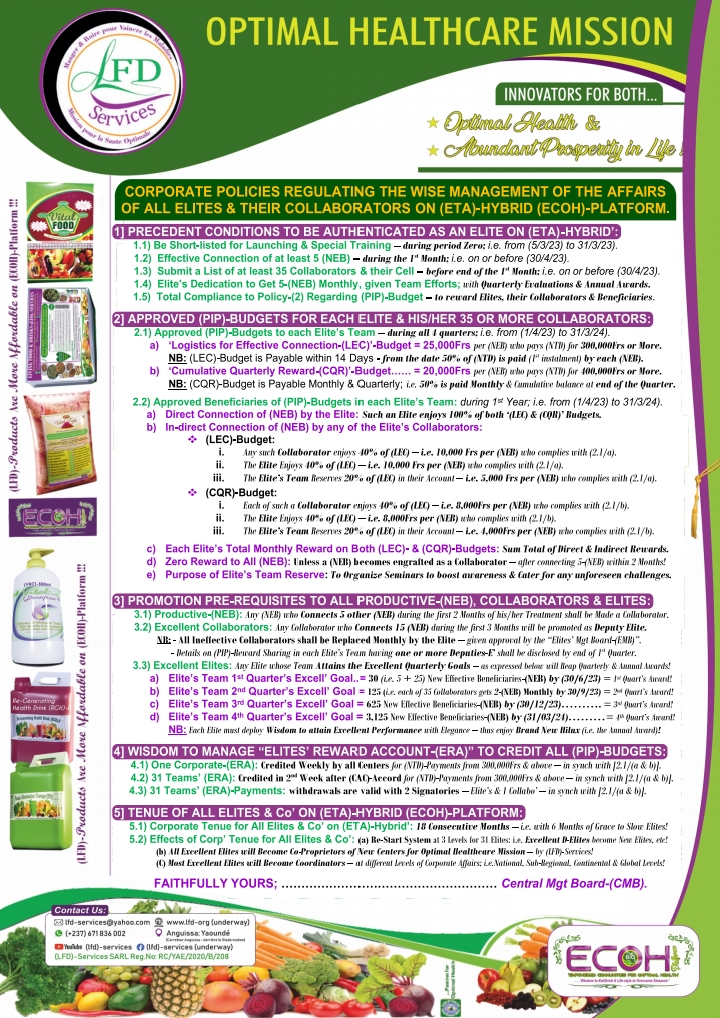 OPTIMAL HEALTHCARE MISSION
Manger & Boire pour Vaincre les Maladies
LFD
Services
Mission pour la Sante Optimale
INNOVATORS FOR BOTH...
Optimal Health &
Abundant Prosperity in Life !
CORPORATE POLICIES REGULATING THE WISE MANAGEMENT OF THE AFFAIRS
OF ALL ELITES & THEIR COLLABORATORS ON (ETA)-HYBRID (ECOH)-PLATFORM.
1] PRECEDENT CONDITIONS TO BE AUTHENTICATED AS AN ELITE ON (ETA)-HYBRID':
1.1) Be Short-listed for Launching & Special Training – during period Zero; i.e. from (5/3/23) to 31/3/23).
1.2) Effective Connection of at least 5 (NEB) – during the 1st Month; i.e. on or before (30/4/23).
1.3) Submit a List of at least 35 Collaborators & their Cell – before end of the 1st Month; i.e. on or before (30/4/23).
1.4) Elite's Dedication to Get 5-(NEB) Monthly, given Team Efforts; with Quarterly Evaluations & Annual Awards.
1.5) Total Compliance to Policy-(2) Regarding (PIP)-Budget – to reward Elites, their Collaborators & Beneficiaries.
2] APPROVED (PIP)-BUDGETS FOR EACH ELITE & HIS/HER 35 OR MORE COLLABORATORS:
2.1) Approved (PIP)-Budgets to each Elite's Team – during all 4 quarters; i.e. from (1/4/23) to 31/3/24).
a) 'Logistics for Effective Connection-(LEC)'-Budget = 25,000Frs per (NEB) who pays (NTD) for 300,000Frs or More.
NB: (LEC)-Budget is Payable within 14 Days - from the date 50% of (NTD) is paid (1st instalment) by each (NEB).
b) 'Cumulative Quarterly Reward-(CQR)'-Budget...... = 20,000Frs per (NEB) who pays (NTD) for 400,000Frs or More.
NB: (CQR)-Budget is Payable Monthly & Quarterly; i.e. 50% is paid Monthly & Cumulative balance at end of the Quarter.
2.2) Approved Beneficiaries of (PIP)-Budgets in each Elite's Team: during 1st Year; i.e. from (1/4/23) to 31/3/24).
a) Direct Connection of (NEB) by the Elite: Such an Elite enjoys 100% of both '(LEC) & (CQR)' Budgets.
b) In-direct Connection of (NEB) by any of the Elite's Collaborators:
❖ (LEC)-Budget:
i. Any such Collaborator enjoys 40% of (LEC) – i.e. 10,000 Frs per (NEB) who complies with (2.1/a).
ii. The Elite Enjoys 40% of (LEC) – i.e. 10,000 Frs per (NEB) who complies with (2.1/a).
iii. The Elite's Team Reserves 20% of (LEC) in their Account – i.e. 5,000 Frs per (NEB) who complies with (2.1/a).
❖ (CQR)-Budget:
i. Each of such a Collaborator enjoys 40% of (LEC) – i.e. 8,000Frs per (NEB) who complies with (2.1/b).
ii. The Elite Enjoys 40% of (LEC) – i.e. 8,000Frs per (NEB) who complies with (2.1/b).
iii. The Elite's Team Reserves 20% of (LEC) in their Account – i.e. 4,000Frs per (NEB) who complies with (2.1/b).
c) Each Elite's Total Monthly Reward on Both (LEC)- & (CQR)-Budgets: Sum Total of Direct & Indirect Rewards.
d) Zero Reward to All (NEB): Unless a (NEB) becomes engrafted as a Collaborator – after connecting 5-(NEB) within 2 Months!
e) Purpose of Elite's Team Reserve: To Organize Seminars to boost awareness & Cater for any unforeseen challenges.
3] PROMOTION PRE-REQUISITES TO ALL PRODUCTIVE-(NEB), COLLABORATORS & ELITES:
3.1) Productive-(NEB): Any (NEB) who Connects 5 other (NEB) during the first 2 Months of his/her Treatment shall be Made a Collaborator.
3.2) Excellent Collaborators: Any Collaborator who Connects 15 (NEB) during the first 3 Months will be promoted as Deputy Elite.
NB: - All Ineffective Collaborators shall be Replaced Monthly by the Elite – given approval by the "Elites' Mgt Board-(EMB)".
- Details on (PIP)-Reward Sharing in each Elite's Team having one or more Deputies-E' shall be disclosed by end of 1st Quarter.
3.3) Excellent Elites: Any Elite whose Team Attains the Excellent Quarterly Goals – as expressed below will Reap Quarterly & Annual Awards!
a) Elite's Team 1st Quarter's Excell' Goal..= 30 (i.e. 5 + 25) New Effective Beneficiaries-(NEB) by (30/6/23) = 1st Quart's Award!
b) Elite's Team 2nd Quarter's Excell' Goal = 125 (i.e. each of 35 Collaborators gets 2-(NEB) Monthly by 30/9/23) = 2nd Quart's Award!
c) Elite's Team 3rd Quarter's Excell' Goal = 625 New Effective Beneficiaries-(NEB) by (30/12/23).......... = 3rd Quart's Award!
d) Elite's Team 4th Quarter's Excell' Goal = 3,125 New Effective Beneficiaries-(NEB) by (31/03/24).........= 4th Quart's Award!
NB: Each Elite must deploy Wisdom to attain Excellent Performance with Elegance – thus enjoy Brand New Hilux (i.e. the Annual Award)!
4] WISDOM TO MANAGE "ELITES' REWARD ACCOUNT-(ERA)" TO CREDIT ALL (PIP)-BUDGETS:
4.1) One Corporate-(ERA): Credited Weekly by all Centers for (NTD)-Payments from 300,000Frs & above – in synch with [2.1/(a & b)].
4.2) 31 Teams' (ERA): Credited in 2nd Week after (CAC)-Accord for (NTD)-Payments from 300,000Frs & above – in synch with [2.1/(a & b)].
4.3) 31 Teams' (ERA)-Payments: withdrawals are valid with 2 Signatories – Elite's & 1 Collabo' – in synch with [2.1/(a & b)].
5] TENUE OF ALL ELITES & Co' ON (ETA)-HYBRID (ECOH)-PLATFORM:
5.1) Corporate Tenue for All Elites & Co' on (ETA)-Hybrid': 18 Consecutive Months – i.e. with 6 Months of Grace to Slow Elites!
5.2) Effects of Corp' Tenue for All Elites & Co': (a) Re-Start System at 3 Levels for 31 Elites: i.e. Excellent D-Elites become New Elites, etc!
(b) All Excellent Elites will Become Co-Proprietors of New Centers for Optimal Healthcare Mission – by (LFD)-Services!
(C) Most Excellent Elites will Become Coordinators – at different Levels of Corporate Affairs; i.e.National, Sub-Regional, Continental & Global Levels!
FAITHFULLY YOURS; ................................................ Central Mgt Board-(CMB).
(LFD)-Products Are More Affordable on (ECOH)-Platform !!!
Vital
FOOD
ECOH
(LFD)-Products Are More Affordable on (ECOH)-Platform !!!
Re-Generating
Health Drink
Contact Us:
lfd-services@yahoo.com www.lfd-org (underway)
(+237) 671 836 002 Anguissa: Yaoundé
YouTube (lfd)-services (lfd)-services (underway)
(LFD)-Services SARL Reg.No: RC/YAE/2020/B/208
...Passion for
Optimal Health
ECOH
BIO
"EMPOWERED COMMUNITIES FOR OPTIMAL HEALTH"